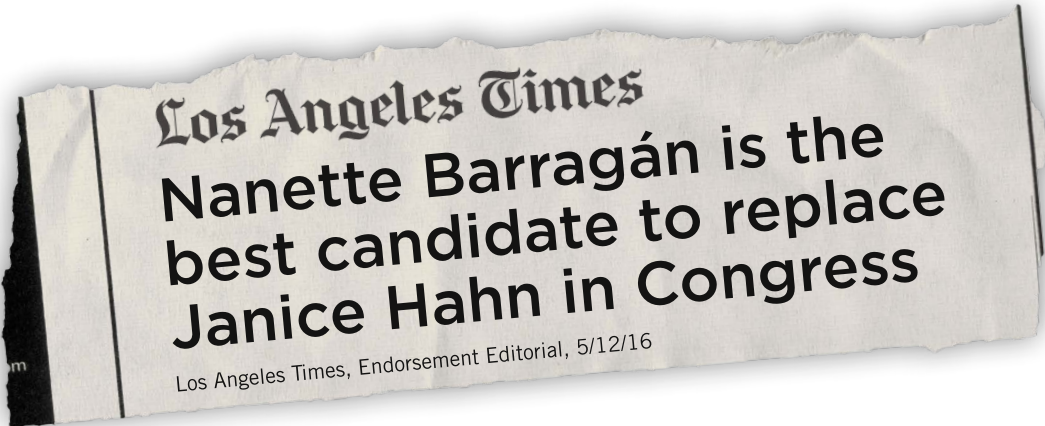 Los Angeles Times
Nanette Barragán is the
best candidate to replace
Janice Hahn in Congress
Los Angeles Times, Endorsement Editorial, 5/12/16
om